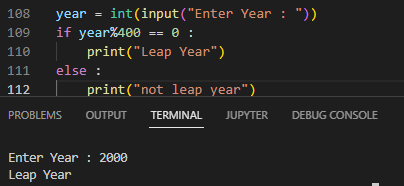 108 year = int(input("Enter Year : "))
109 if year%400 == 0 :
110     print("Leap Year")
111 else :
112     print("not leap year")
PROBLEMS OUTPUT TERMINAL JUPYTER DEBUG CONSOLE
Enter Year : 2000
Leap Year